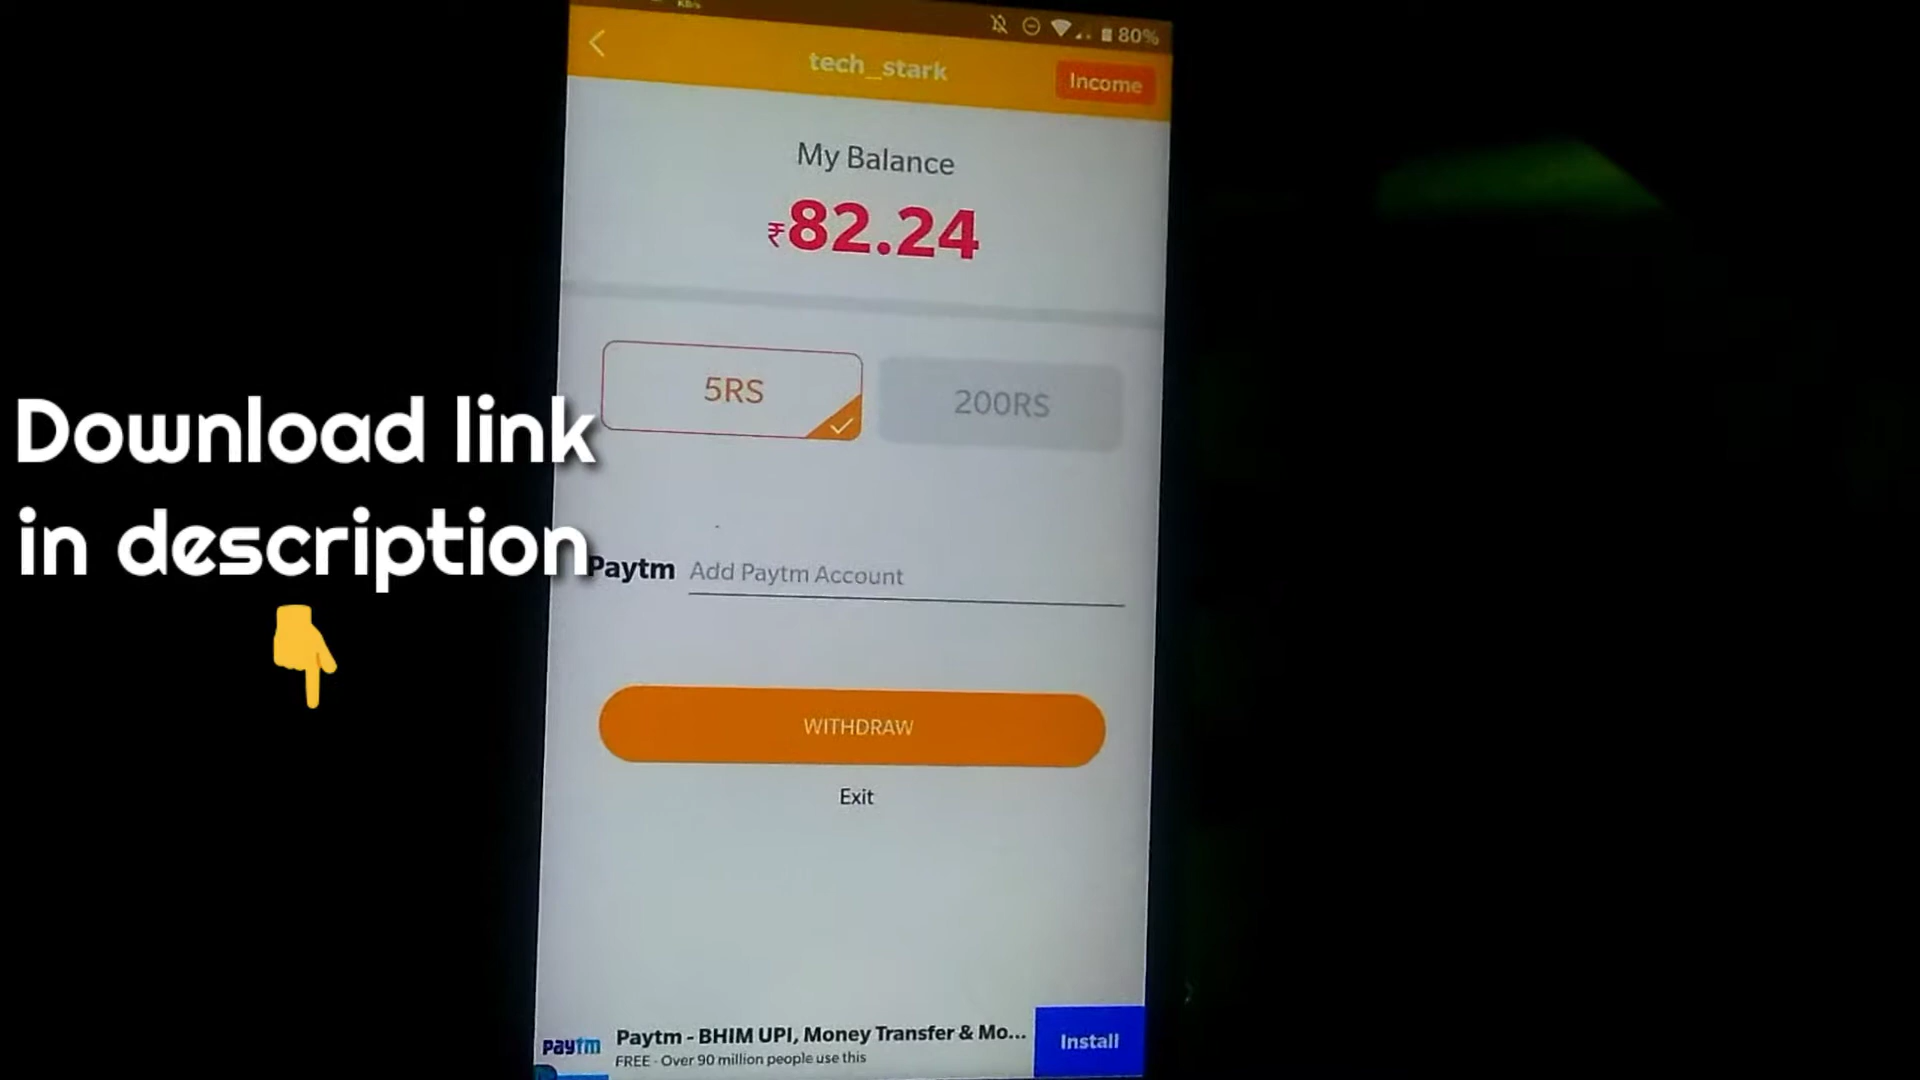 KB/s
80%
tech_stark
Income
My Balance
₹82.24
5RS
200RS
Download link
in description
Paytm Add Paytm Account
WITHDRAW
Exit
paytm
Paytm - BHIM UPI, Money Transfer & Mo...
FREE - Over 90 million people use this
Install